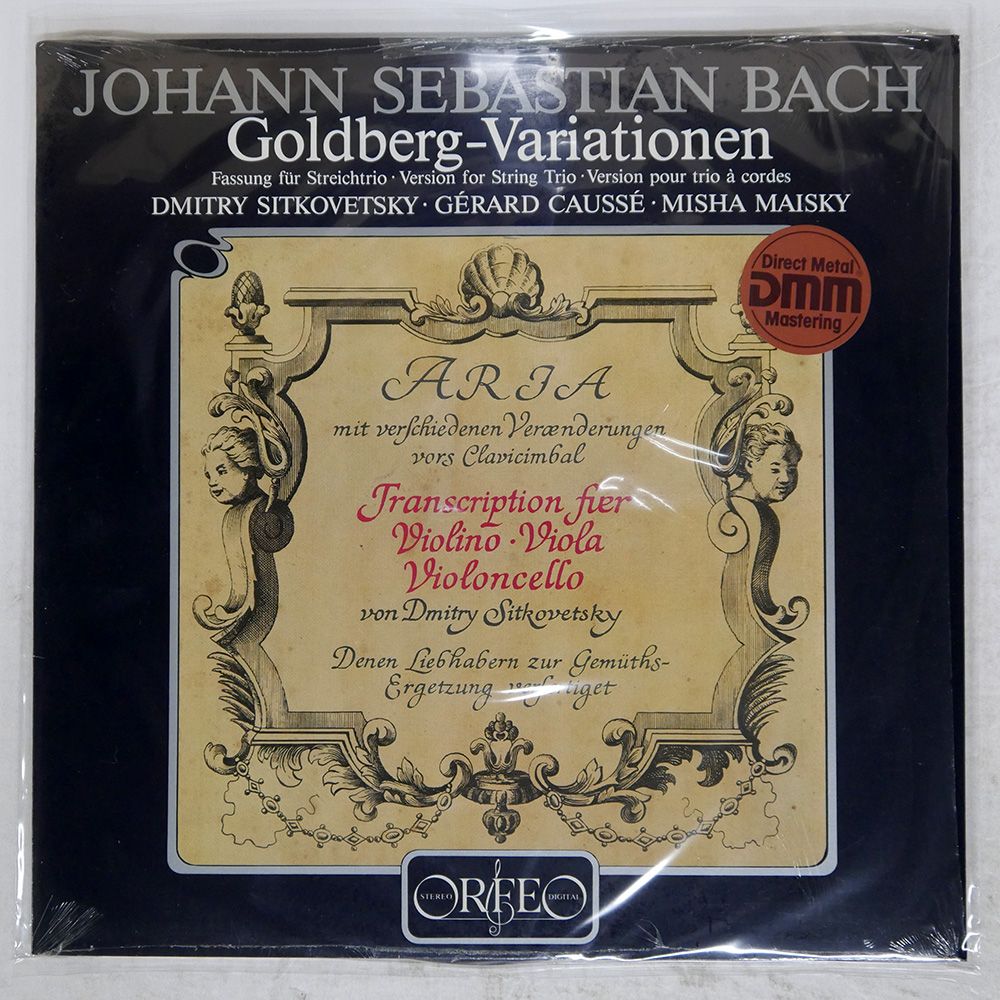 JOHANN SEBASTIAN BACH
Goldberg-Variationen
Fassung für Streichtrio · Version for String Trio · Version pour trio à cordes
DMITRY SITKOVETSKY · GÉRARD CAUSSÉ · MISHA MAISKY
Direct Metal
DMM
Mastering
ARIA
mit verschiedenen Verænderungen
vors Clavicimbal
Transcription fier
Violino · Viola
Violoncello
von Dmitry Sitkovetsky
Denen Liebhabern zur Gemüths-
Ergetzung verfertiget
STEREO ORFEO DIGITAL